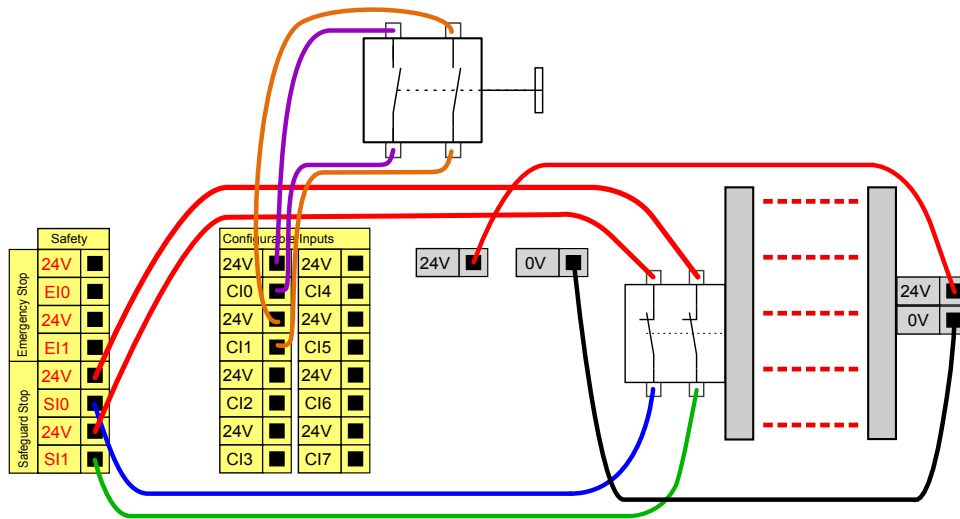 Safety
Emergency Stop
24V
EI0
24V
EI1
Safeguard Stop
24V
SI0
24V
SI1
Configurable Inputs
24V 24V
CI0 CI4
24V 24V
CI1 CI5
24V 24V
CI2 CI6
24V 24V
CI3 CI7
24V 0V
24V
0V